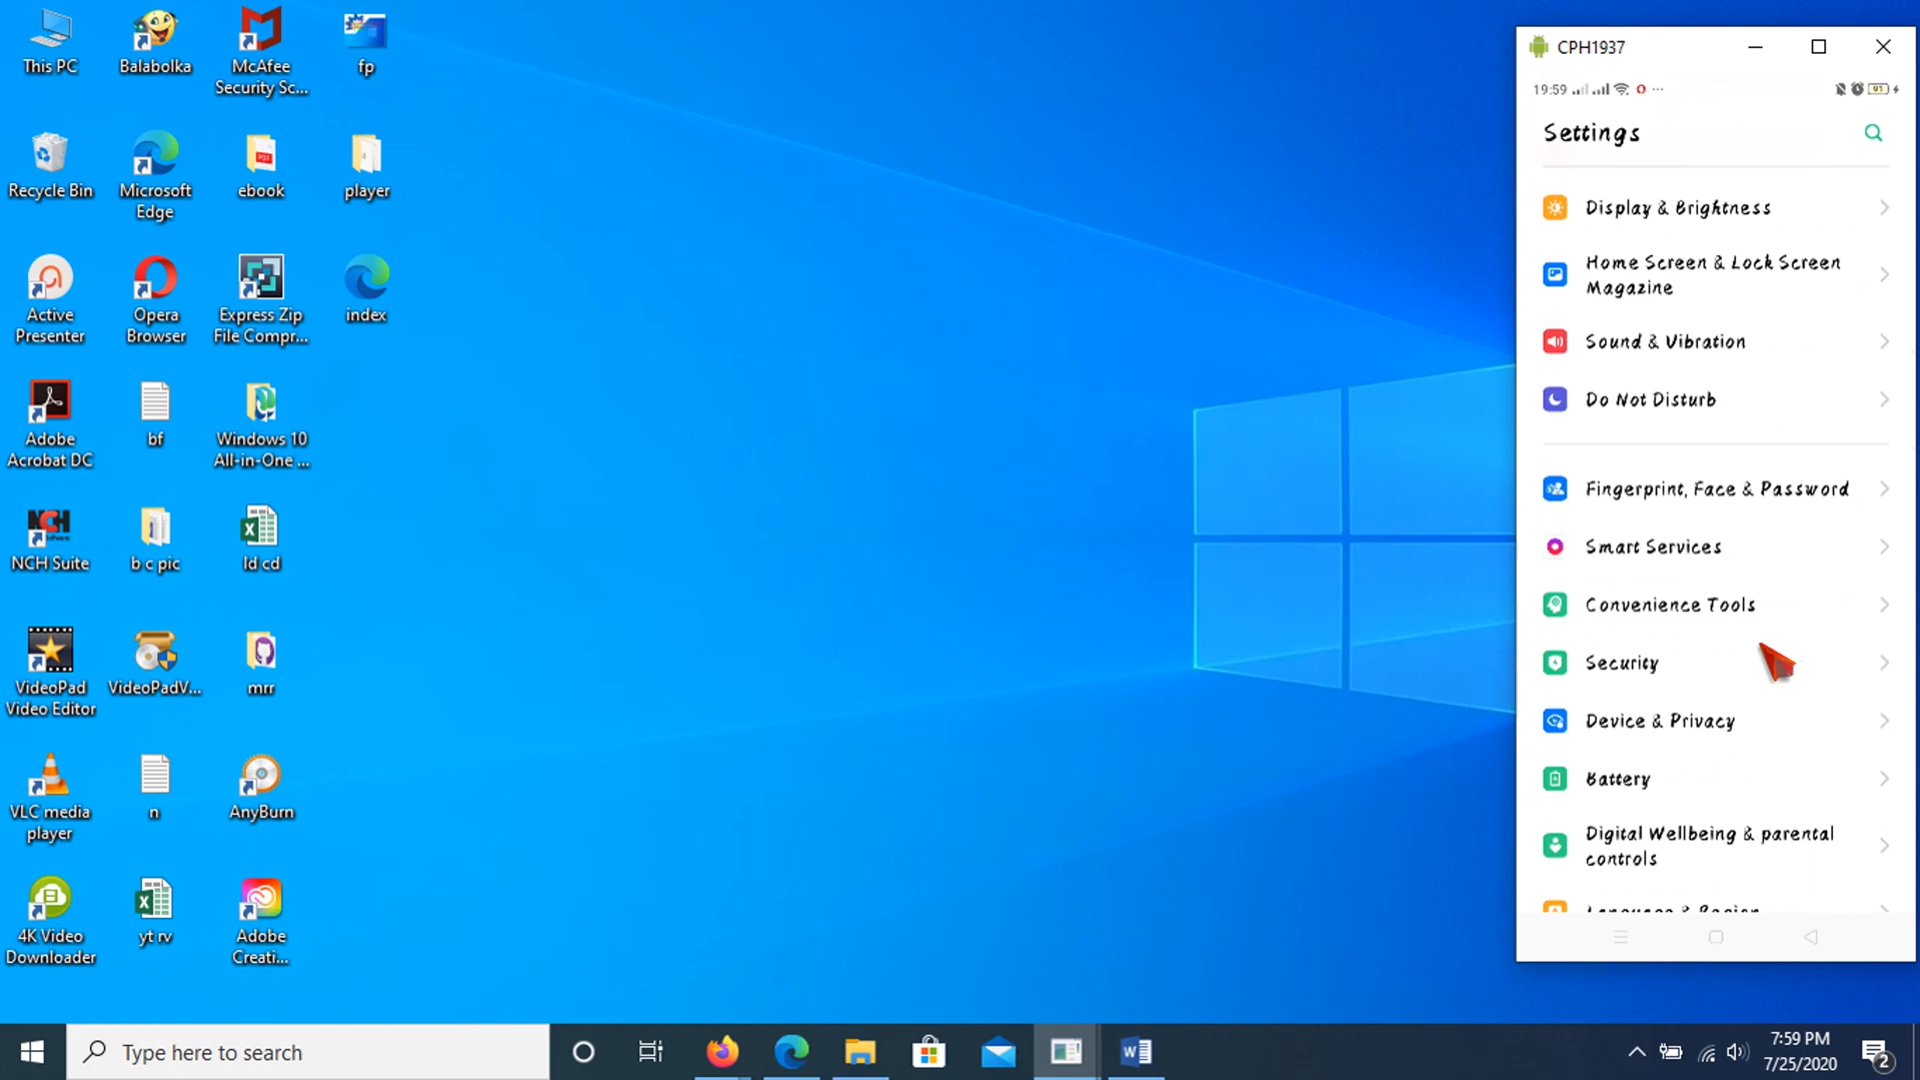 This PC
Balabolka
McAfee
Security Sc...
fp
Recycle Bin
Microsoft
Edge
ebook
player
Active
Presenter
Opera
Browser
Express Zip
File Compr...
index
Adobe
Acrobat DC
bf
Windows 10
All-in-One ...
NCH Suite
b c pic
ld cd
VideoPad
Video Editor
VideoPadV...
mrr
VLC media
player
n
AnyBurn
4K Video
Downloader
yt rv
Adobe
Creati...
CPH1937
19:59
91
Settings
Display & Brightness
Home Screen & Lock Screen
Magazine
Sound & Vibration
Do Not Disturb
Fingerprint, Face & Password
Smart Services
Convenience Tools
Security
Device & Privacy
Battery
Digital Wellbeing & parental
controls
Language & Region
Type here to search
7:59 PM
7/25/2020
2